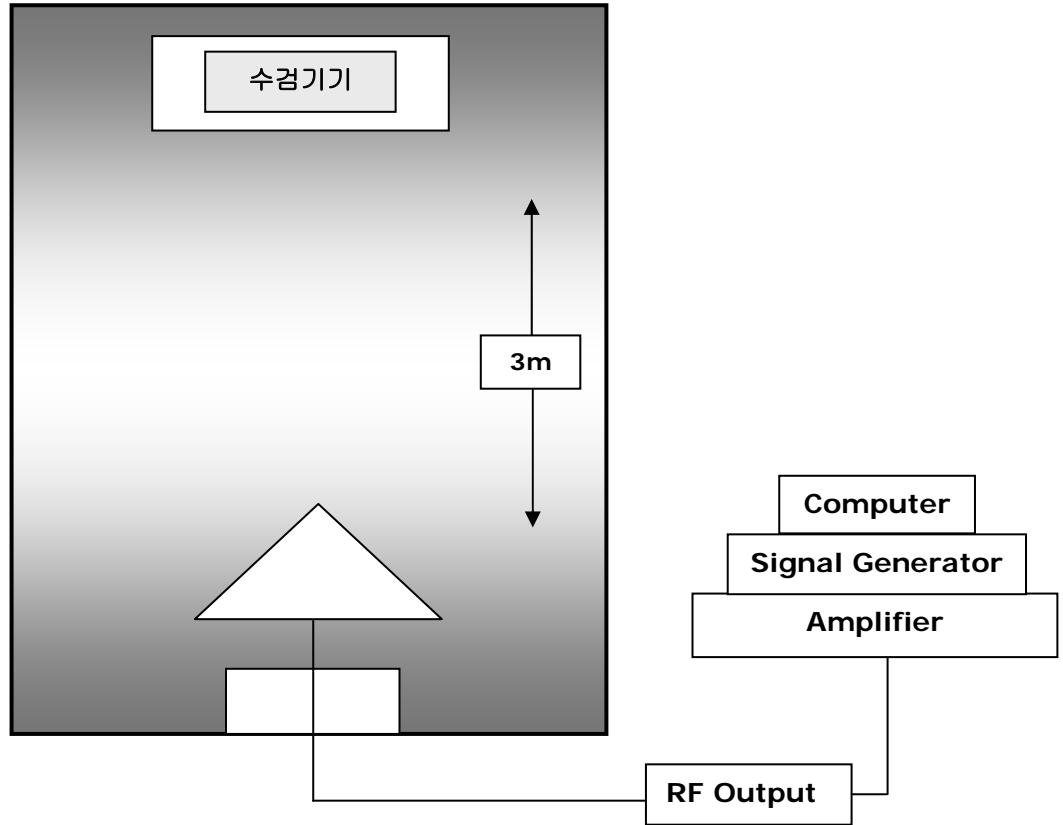 수검기기
3m
Computer
Signal Generator
Amplifier
RF Output